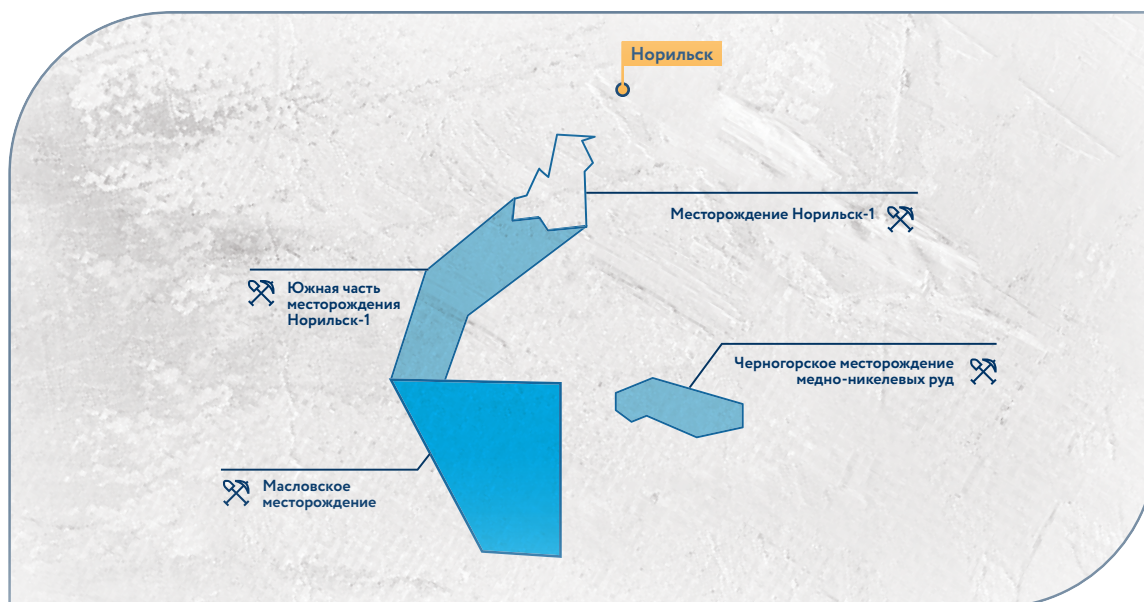 Норильск
Месторождение Норильск-1
Южная часть
месторождения
Норильск-1
Черногорское месторождение
медно-никелевых руд
Масловское
месторождение